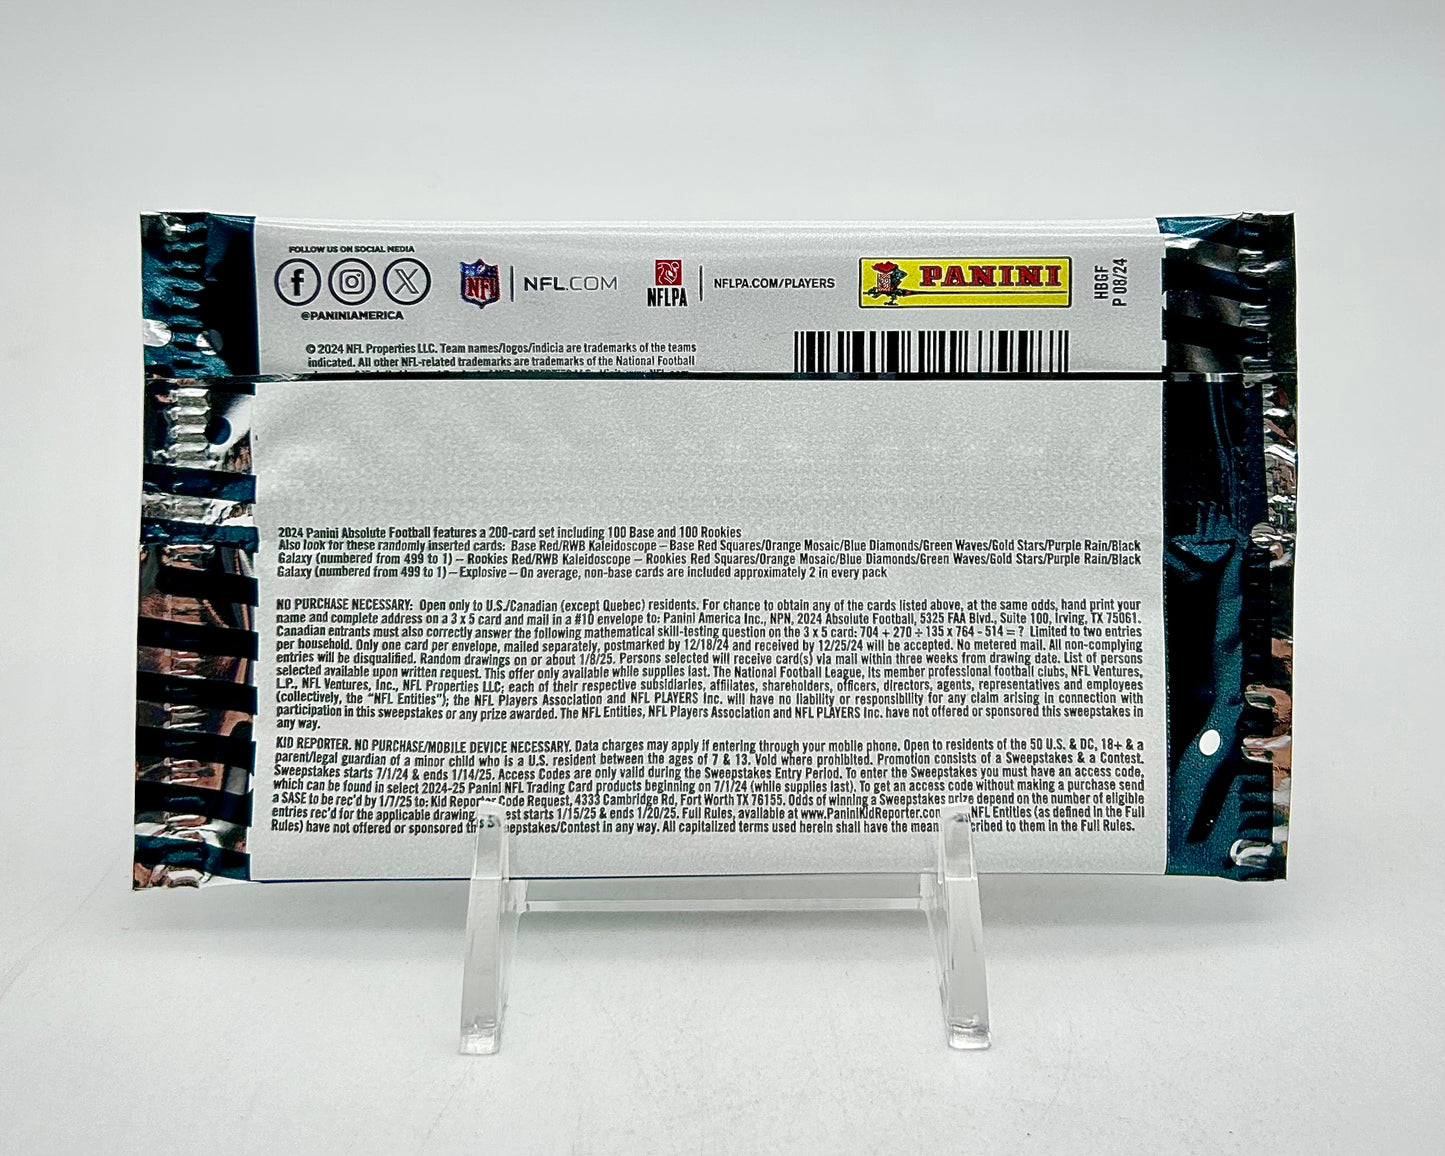 FOLLOW US ON SOCIAL MEDIA
@PANINIAMERICA
NFL
NFL.COM
NFLPA
NFLPA.COM/PLAYERS
PANINI
HBGF
P 08/24
© 2024 NFL Properties LLC. Team names/logos/indicia are trademarks of the teams
indicated. All other NFL-related trademarks are trademarks of the National Football
2024 Panini Absolute Football features a 200-card set including 100 Base and 100 Rookies
Also look for these randomly inserted cards: Base Red/RWB Kaleidoscope – Base Red Squares/Orange Mosaic/Blue Diamonds/Green Waves/Gold Stars/Purple Rain/Black
Galaxy (numbered from 499 to 1) – Rookies Red/RWB Kaleidoscope – Rookies Red Squares/Orange Mosaic/Blue Diamonds/Green Waves/Gold Stars/Purple Rain/Black
Galaxy (numbered from 499 to 1) – Explosive – On average, non-base cards are included approximately 2 in every pack
NO PURCHASE NECESSARY: Open only to U.S./Canadian (except Quebec) residents. For chance to obtain any of the cards listed above, at the same odds, hand print your
name and complete address on a 3 x 5 card and mail in a #10 envelope to: Panini America Inc., NPN, 2024 Absolute Football, 5325 FAA Blvd., Suite 100, Irving, TX 75061.
Canadian entrants must also correctly answer the following mathematical skill-testing question on the 3 x 5 card: 704 + 270 ÷ 135 x 764 - 514 = ? Limited to two entries
per household. Only one card per envelope, mailed separately, postmarked by 12/18/24 and received by 12/25/24 will be accepted. No metered mail. All non-complying
entries will be disqualified. Random drawings on or about 1/8/25. Persons selected will receive card(s) via mail within three weeks from drawing date. List of persons
selected available upon written request. This offer only available while supplies last. The National Football League, its member professional football clubs, NFL Ventures,
L.P., NFL Ventures, Inc., NFL Properties LLC; each of their respective subsidiaries, affiliates, shareholders, officers, directors, agents, representatives and employees
(collectively, the "NFL Entities"); the NFL Players Association and NFL PLAYERS Inc. will have no liability or responsibility for any claim arising in connection with
participation in this sweepstakes or any prize awarded. The NFL Entities, NFL Players Association and NFL PLAYERS Inc. have not offered or sponsored this sweepstakes in
any way.
KID REPORTER. NO PURCHASE/MOBILE DEVICE NECESSARY. Data charges may apply if entering through your mobile phone. Open to residents of the 50 U.S. & DC, 18+ & a
parent/legal guardian of a minor child who is a U.S. resident between the ages of 7 & 13. Void where prohibited. Promotion consists of a Sweepstakes & a Contest.
Sweepstakes starts 7/1/24 & ends 1/14/25. Access Codes are only valid during the Sweepstakes Entry Period. To enter the Sweepstakes you must have an access code,
which can be found in select 2024-25 Panini NFL Trading Card products beginning on 7/1/24 (while supplies last). To get an access code without making a purchase send
a SASE to be rec'd by 1/7/25 to: Kid Reporter Code Request, 4333 Cambridge Rd, Fort Worth TX 76155. Odds of winning a Sweepstakes prize depend on the number of eligible
entries rec'd for the applicable drawing. est starts 1/15/25 & ends 1/20/25. Full Rules, available at www.PaniniKidReporter.com NFL Entities (as defined in the Full
Rules) have not offered or sponsored this eepstakes/Contest in any way. All capitalized terms used herein shall have the mean cribed to them in the Full Rules.